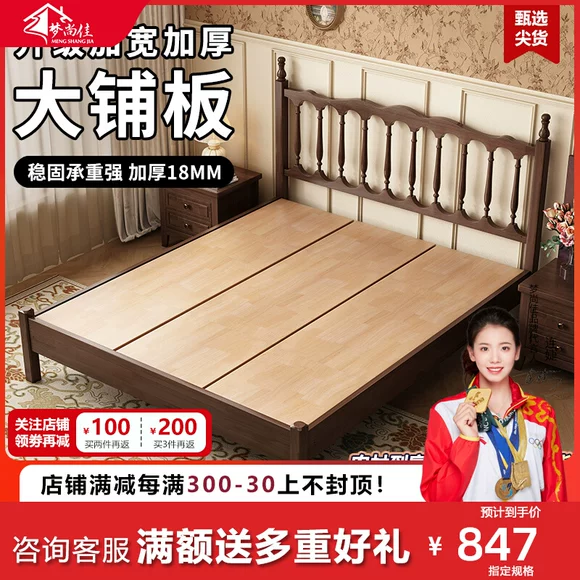 梦尚佳
MENG SHANG JIA
甄选
尖货
升级加宽加厚
大铺板
稳固承重强 加厚18MM
关注店铺
领券再减
¥100
买两件再返
¥200
买3件再返
店铺满减每满300-30上不封顶!
咨询客服 满额送多重好礼
预计到手价
¥ 847
指定规格